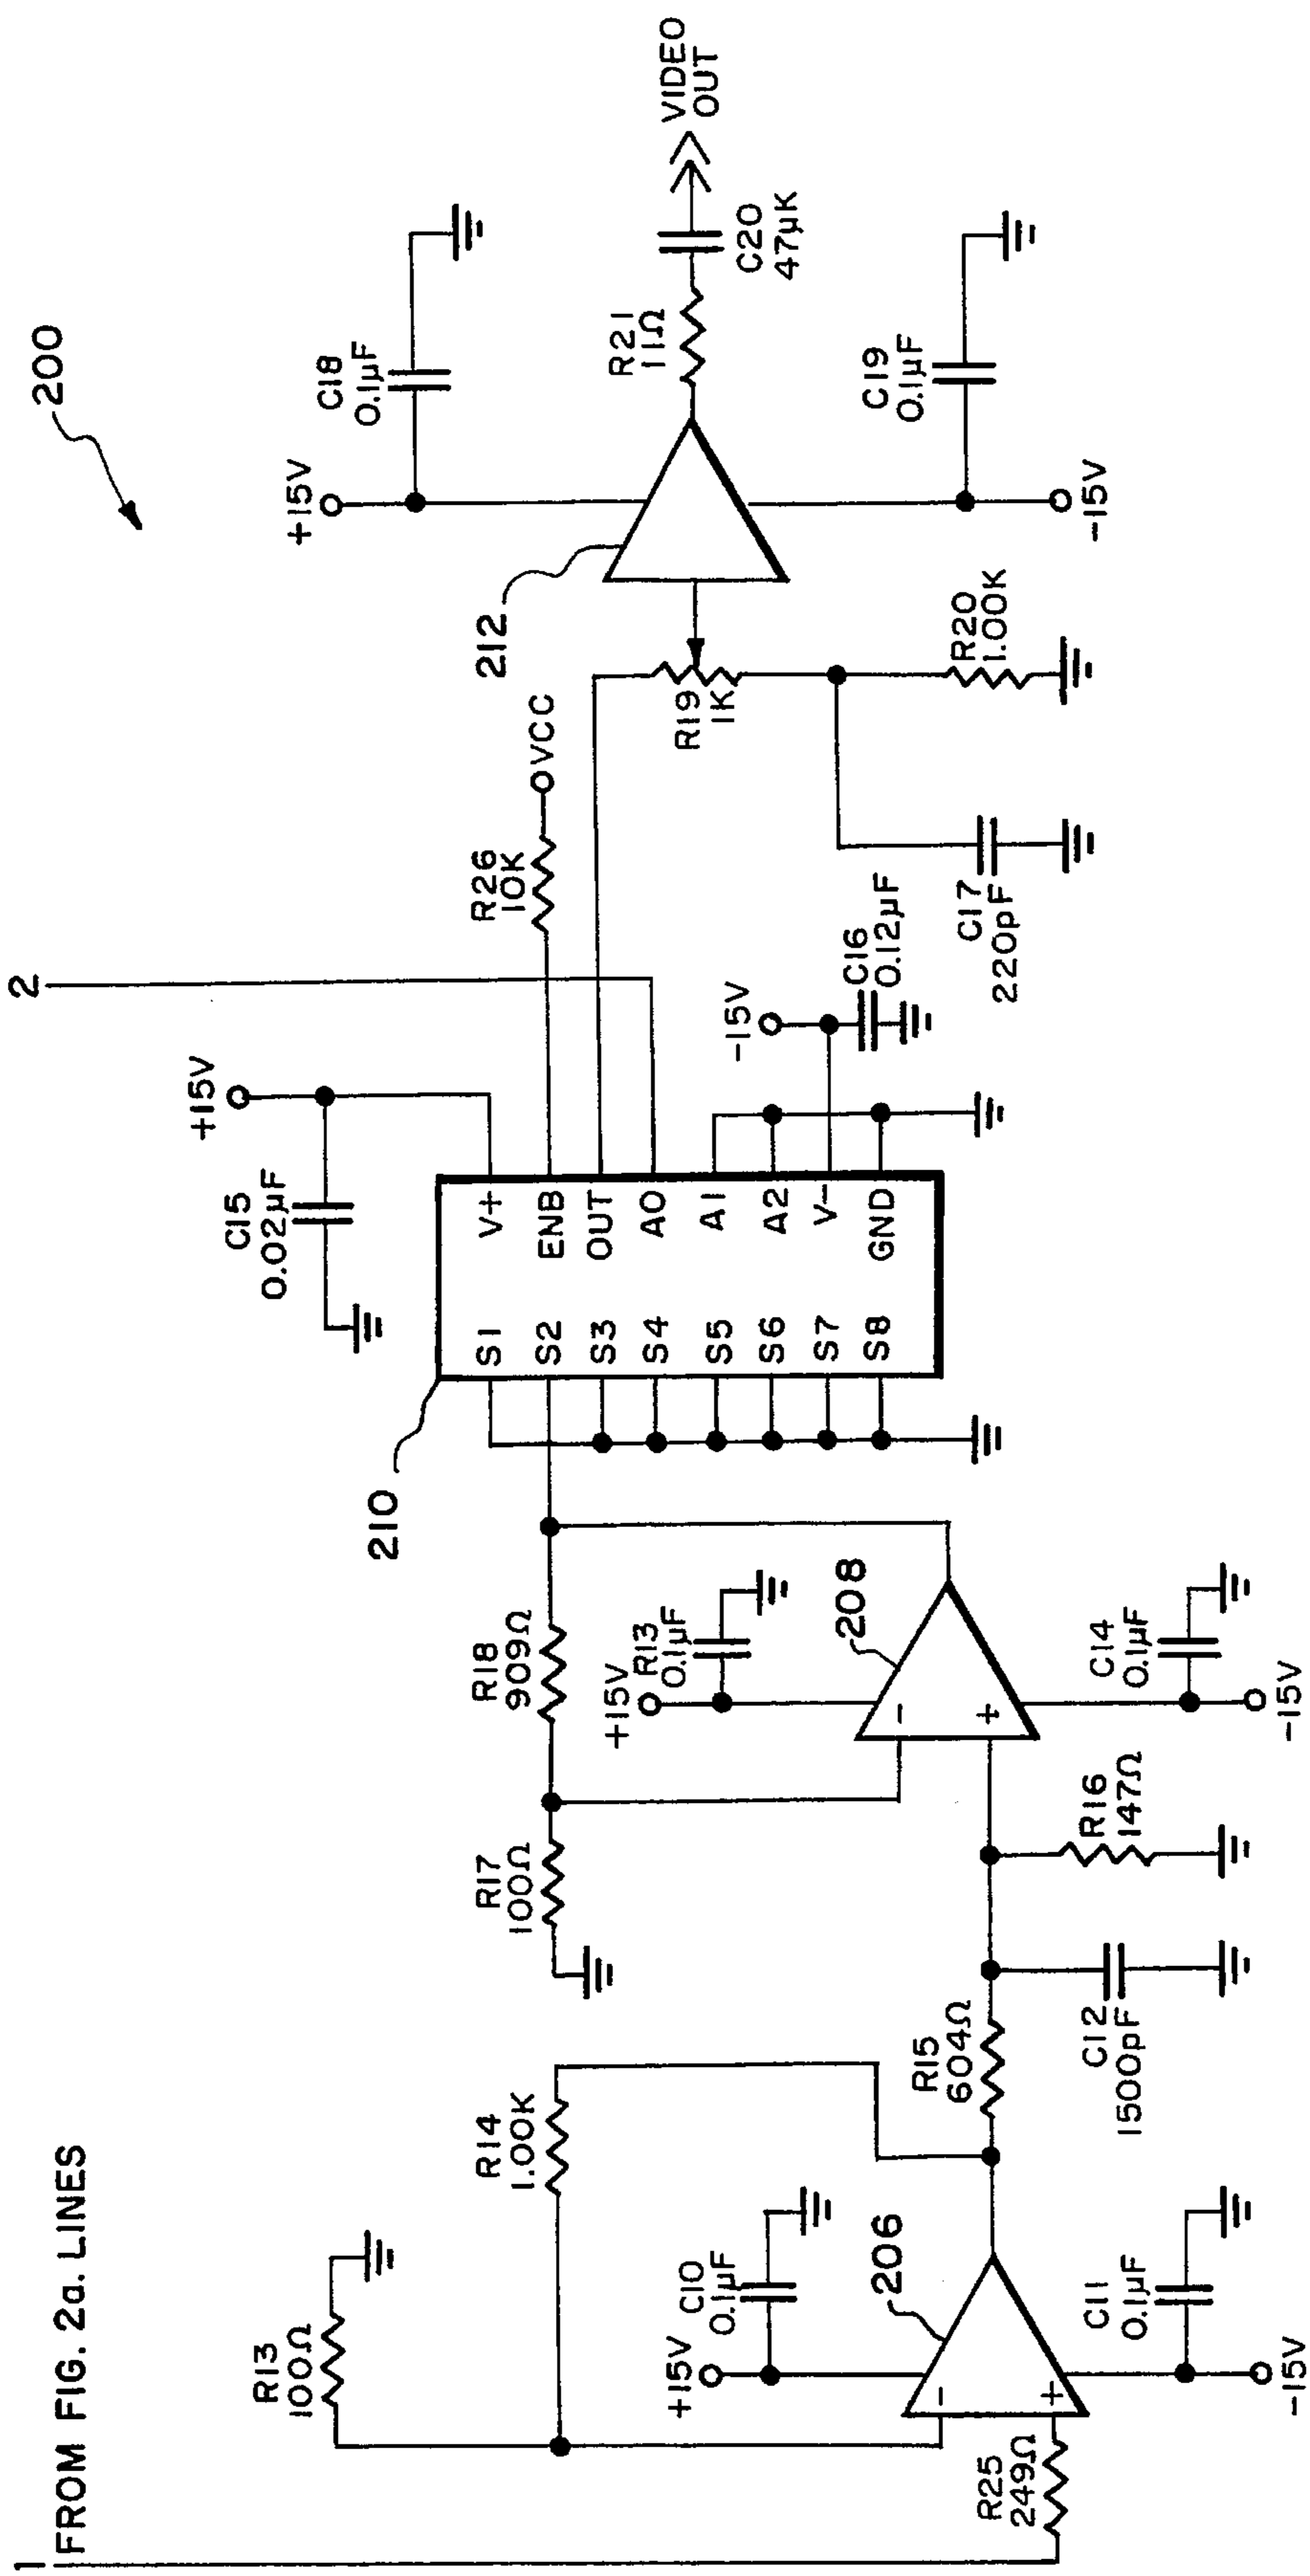 1
FROM FIG. 2a. LINES
2
200
R13
100Ω
R14
1.00K
+15V
C10
0.1µF
206
R25
249Ω
-
+
C11
0.1µF
-15V
R15
604Ω
C12
1500pF
R16
147Ω
R17
100Ω
R18
909Ω
+15V
R13
0.1µF
208
-
+
C14
0.1µF
-15V
210
S1
S2
S3
S4
S5
S6
S7
S8
V+
ENB
OUT
A0
A1
A2
V-
GND
C15
0.02µF
+15V
-15V
C16
0.12µF
R26
10K
VCC
R19
1K
C17
220pF
R20
1.00K
212
+15V
C18
0.1µF
R21
11Ω
C20
47µK
VIDEO
OUT
C19
0.1µF
-15V